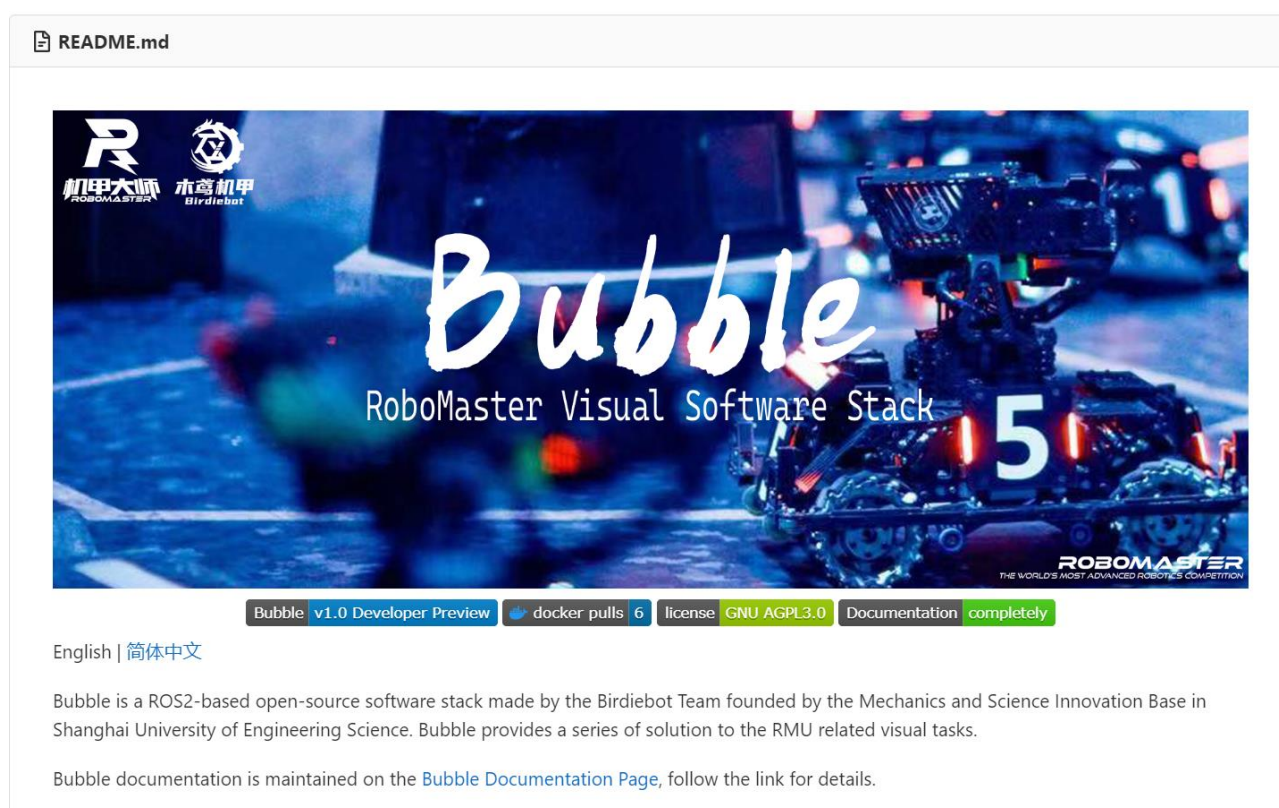 README.md
机甲大师
ROBOMASTER
木鸢机甲
Birdiebot
1
Bubble
RoboMaster Visual Software Stack
5
ROBOMASTER
THE WORLD'S MOST ADVANCED ROBOTICS COMPETITION
Bubble v1.0 Developer Preview docker pulls 6 license GNU AGPL3.0 Documentation completely
English | 简体中文
Bubble is a ROS2-based open-source software stack made by the Birdiebot Team founded by the Mechanics and Science Innovation Base in
Shanghai University of Engineering Science. Bubble provides a series of solution to the RMU related visual tasks.
Bubble documentation is maintained on the Bubble Documentation Page, follow the link for details.